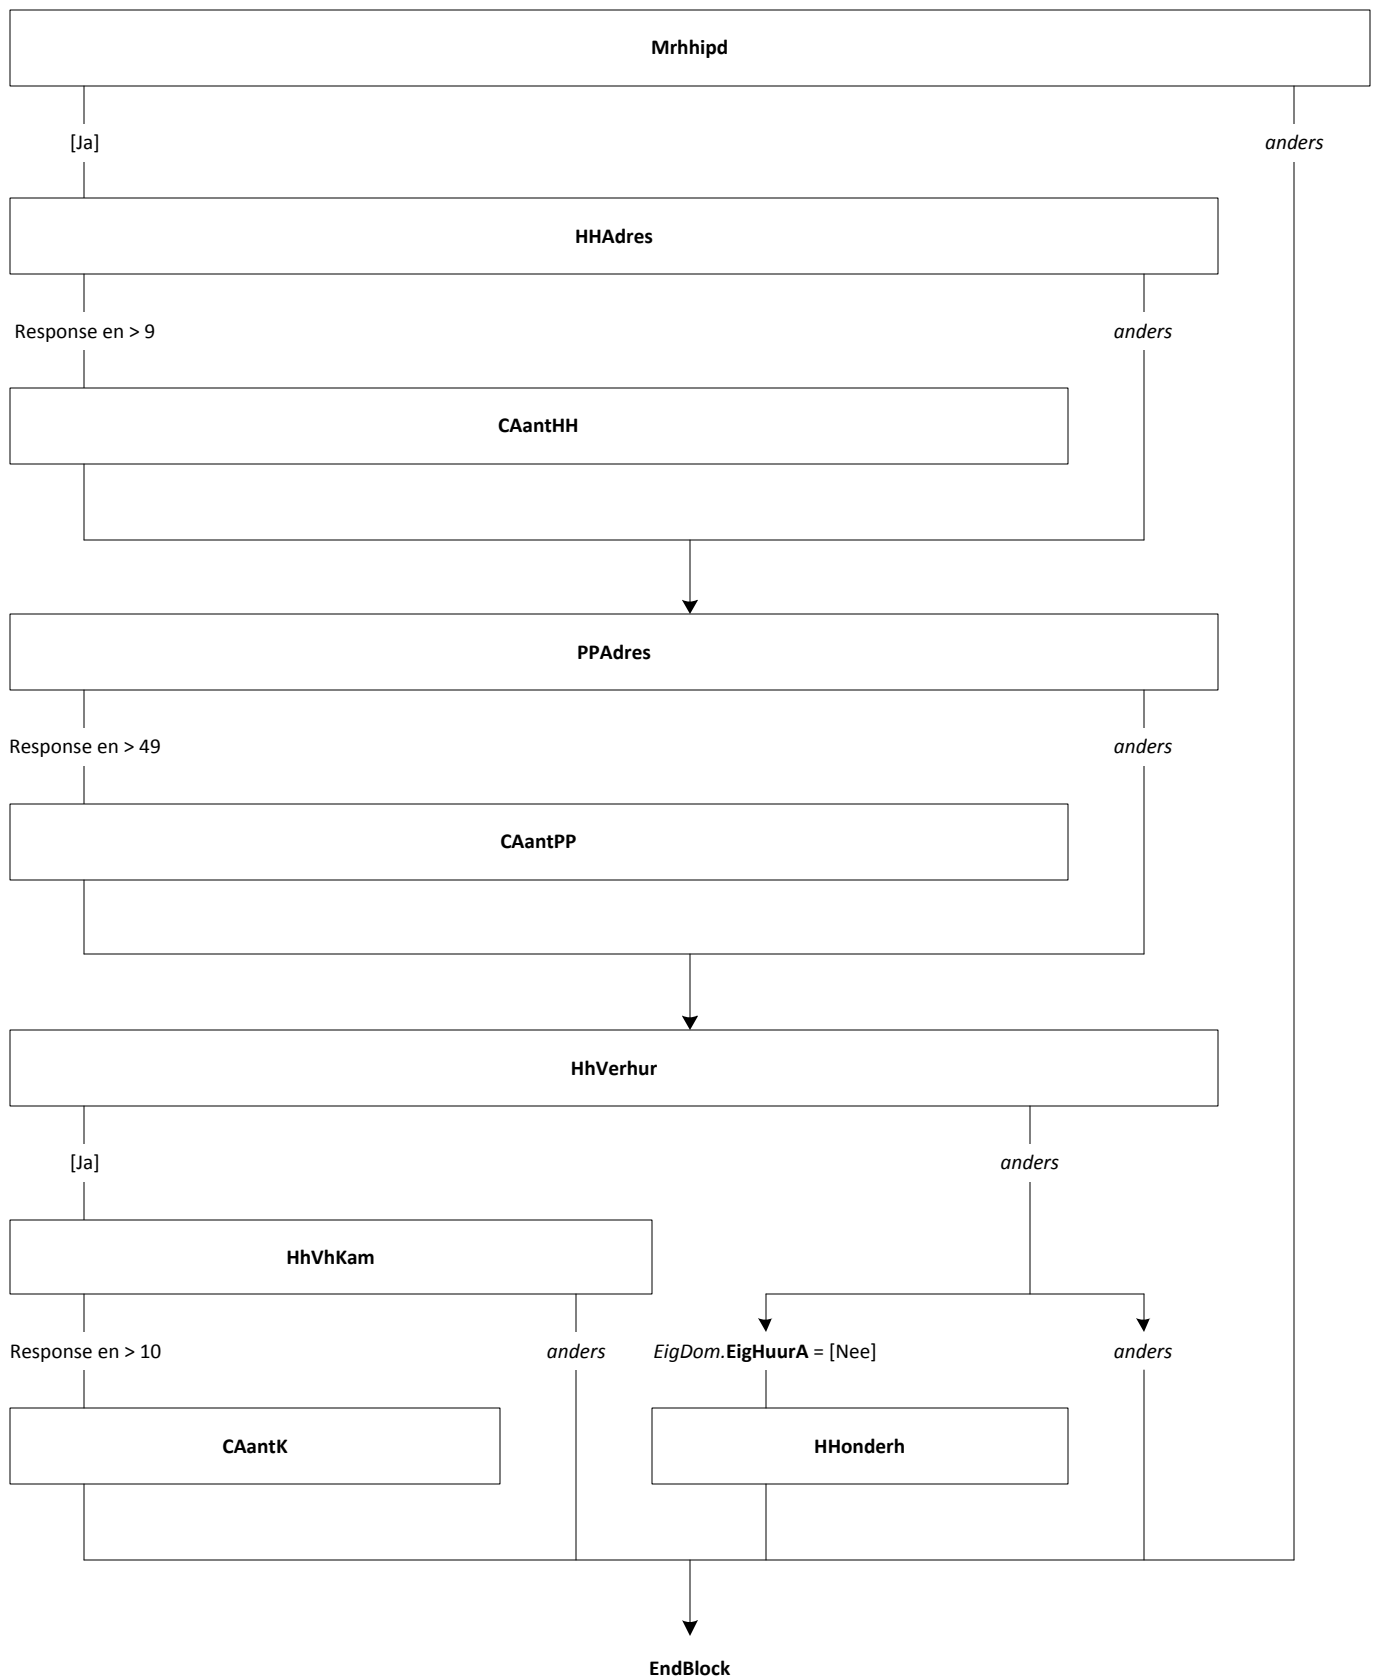 Mrhhipd
[Ja]
anders
HHAdres
Response en > 9
anders
CAantHH
PPAdres
Response en > 49
anders
CAantPP
HhVerhur
[Ja]
anders
HhVhKam
Response en > 10
anders
EigDom.EigHuurA = [Nee]
anders
CAantK
HHonderh
EndBlock